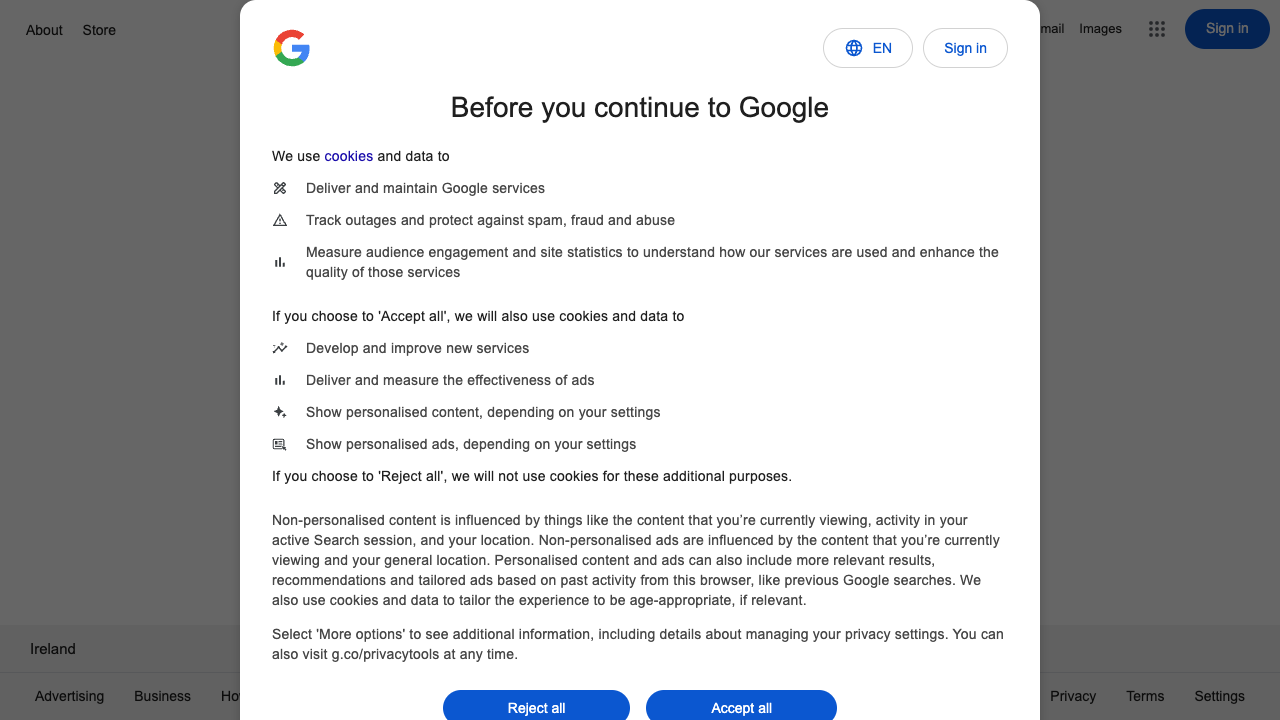 About Store
mail Images
Sign in
EN
Sign in
Before you continue to Google
We use cookies and data to
Deliver and maintain Google services
Track outages and protect against spam, fraud and abuse
Measure audience engagement and site statistics to understand how our services are used and enhance the
quality of those services
If you choose to 'Accept all', we will also use cookies and data to
Develop and improve new services
Deliver and measure the effectiveness of ads
Show personalised content, depending on your settings
Show personalised ads, depending on your settings
If you choose to 'Reject all', we will not use cookies for these additional purposes.
Non-personalised content is influenced by things like the content that you’re currently viewing, activity in your
active Search session, and your location. Non-personalised ads are influenced by the content that you’re currently
viewing and your general location. Personalised content and ads can also include more relevant results,
recommendations and tailored ads based on past activity from this browser, like previous Google searches. We
also use cookies and data to tailor the experience to be age-appropriate, if relevant.
Select 'More options' to see additional information, including details about managing your privacy settings. You can
also visit g.co/privacytools at any time.
Reject all
Accept all
Ireland
Advertising Business Ho
Privacy Terms Settings